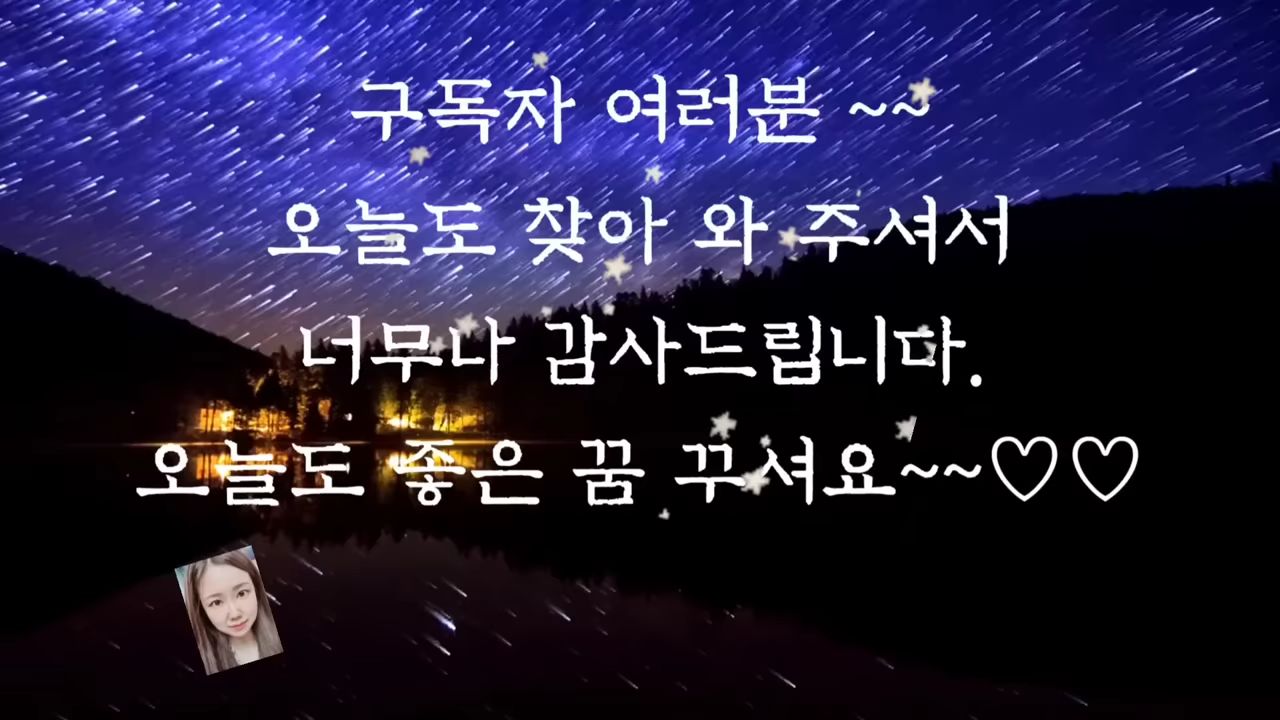 구독자 여러분 ~~
오늘도 찾아 와 주셔서
너무나 감사드립니다.
오늘도 좋은 꿈 꾸셔요~~♡♡